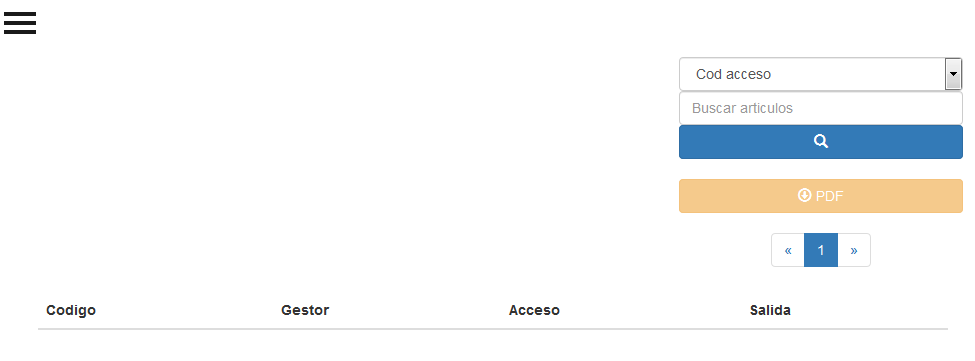 Cod acceso
Buscar articulos
PDF
« 1 »
Codigo Gestor Acceso Salida